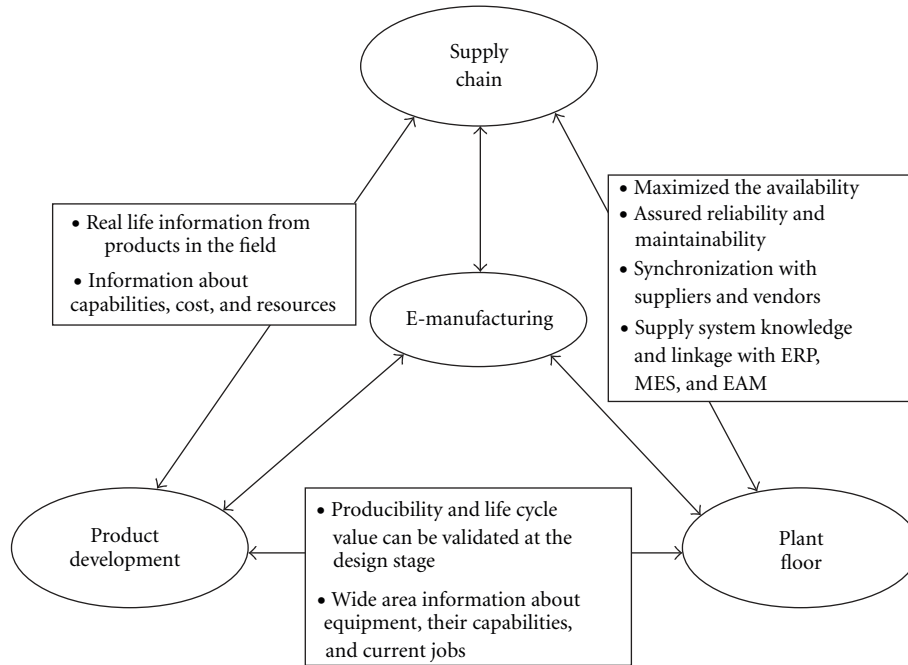 Supply
chain
• Real life information from
products in the field
• Information about
capabilities, cost, and resources
• Maximized the availability
• Assured reliability and
maintainability
• Synchronization with
suppliers and vendors
• Supply system knowledge
and linkage with ERP,
MES, and EAM
E-manufacturing
Product
development
• Producibility and life cycle
value can be validated at the
design stage
• Wide area information about
equipment, their capabilities,
and current jobs
Plant
floor